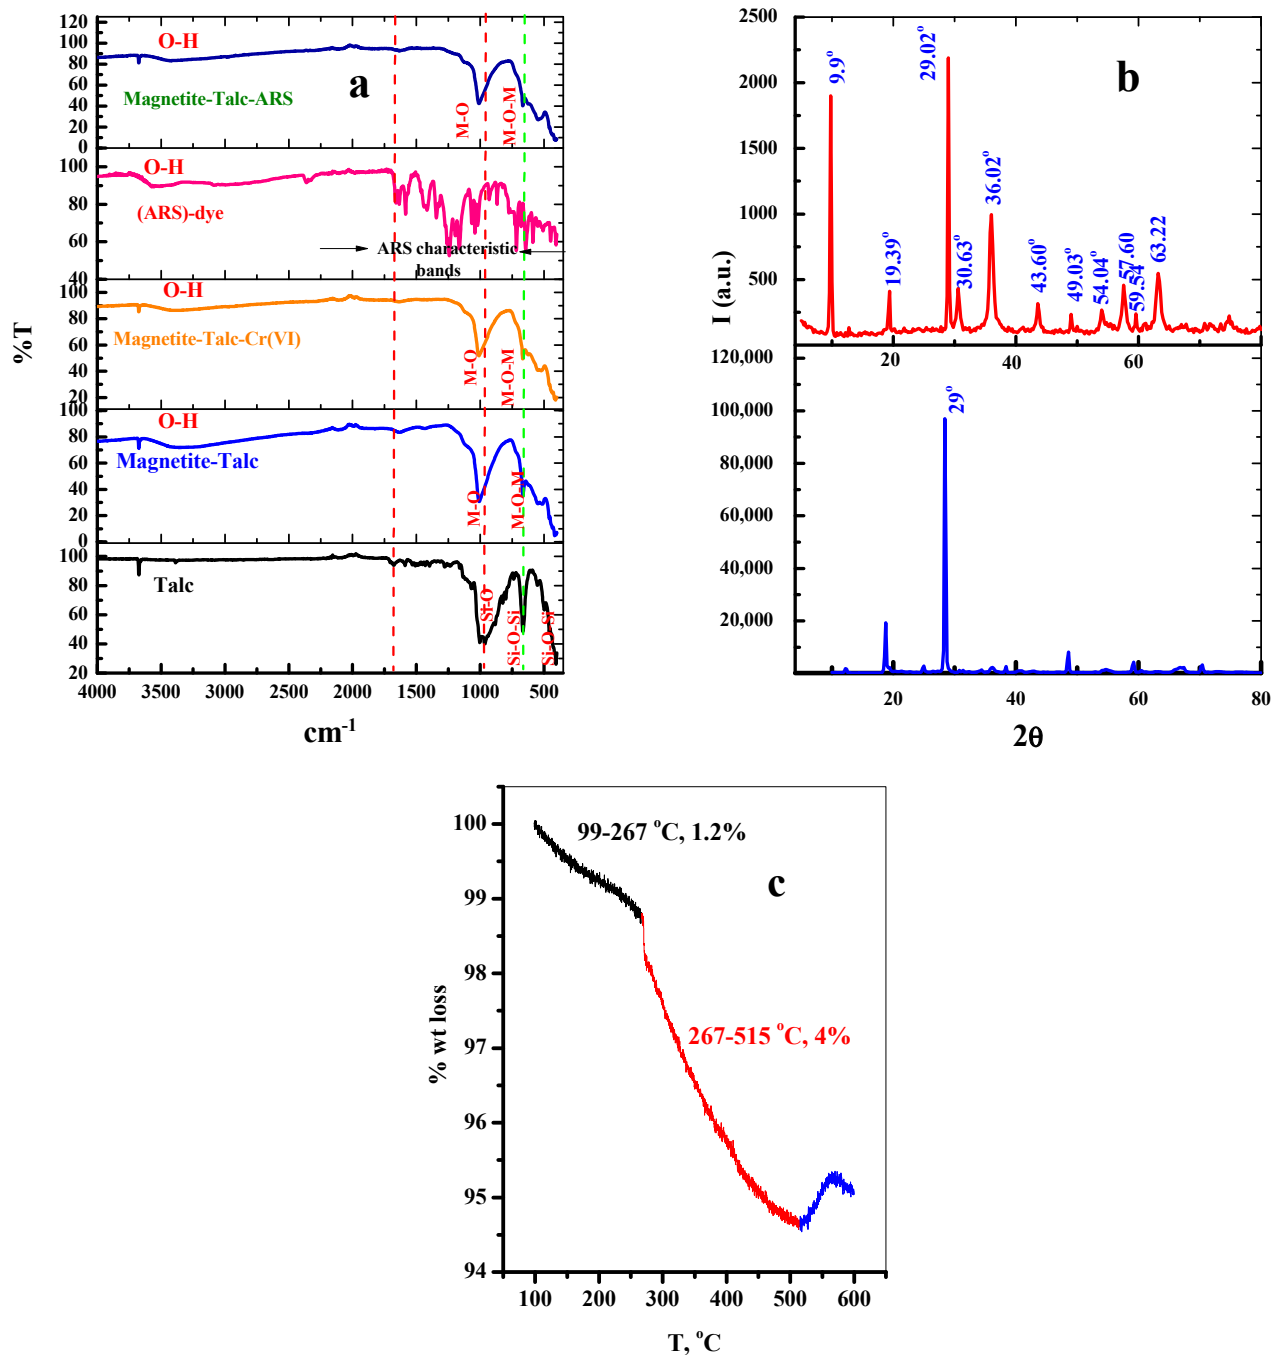 120
100
80
60
40
20
0
O-H
a
Magnetite-Talc-ARS
M-O
M-O-M
100
80
60
40
O-H
(ARS)-dye
ARS characteristic
bands
100
80
60
40
20
O-H
Magnetite-Talc-Cr(VI)
M-O
M-O-M
100
80
60
40
20
0
O-H
Magnetite-Talc
M-O
M-O-M
100
80
60
40
20
Talc
Si-O
Si-O-Si
Si-O-Si
%T
4000 3500 3000 2500 2000 1500 1000 500
cm-1
2500
2000
1500
1000
500
b
9.9°
19.39°
29.02°
30.63°
36.02°
43.60°
49.03°
54.04°
57.60
59.54°
63.22
20 40 60
I (a.u.)
120,000
100,000
80,000
60,000
40,000
20,000
0
29°
20 40 60 80
2θ
100
99
98
97
96
95
94
% wt loss
99-267 °C, 1.2%
c
267-515 °C, 4%
100 200 300 400 500 600
T, °C